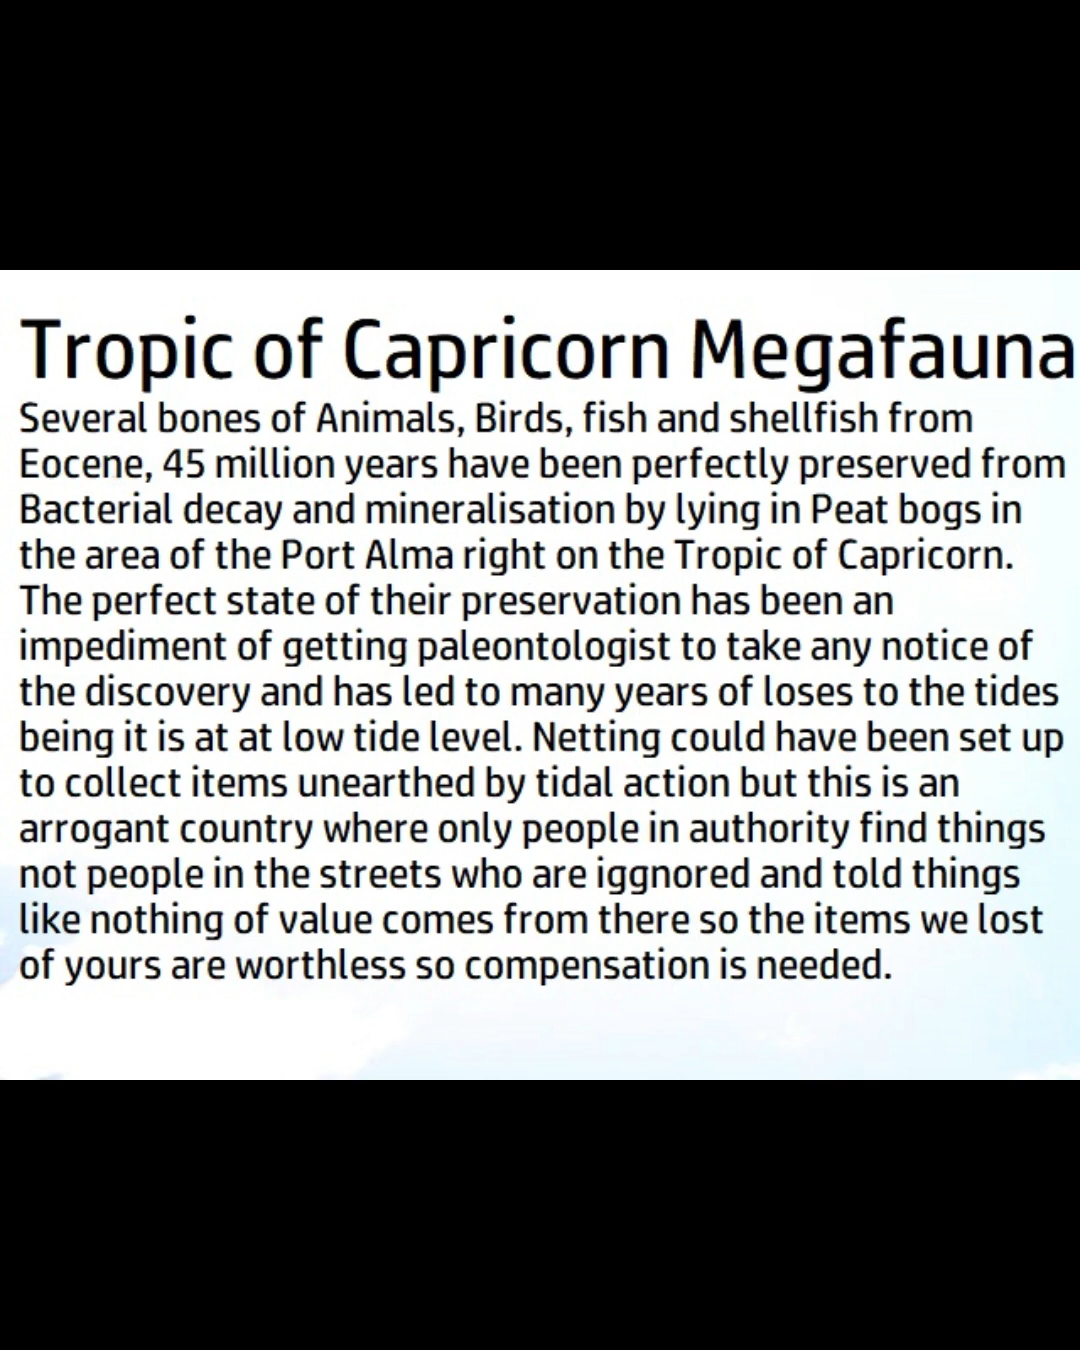 Tropic of Capricorn Megafauna
Several bones of Animals, Birds, fish and shellfish from
Eocene, 45 million years have been perfectly preserved from
Bacterial decay and mineralisation by lying in Peat bogs in
the area of the Port Alma right on the Tropic of Capricorn.
The perfect state of their preservation has been an
impediment of getting paleontologist to take any notice of
the discovery and has led to many years of loses to the tides
being it is at at low tide level. Netting could have been set up
to collect items unearthed by tidal action but this is an
arrogant country where only people in authority find things
not people in the streets who are iggnored and told things
like nothing of value comes from there so the items we lost
of yours are worthless so compensation is needed.